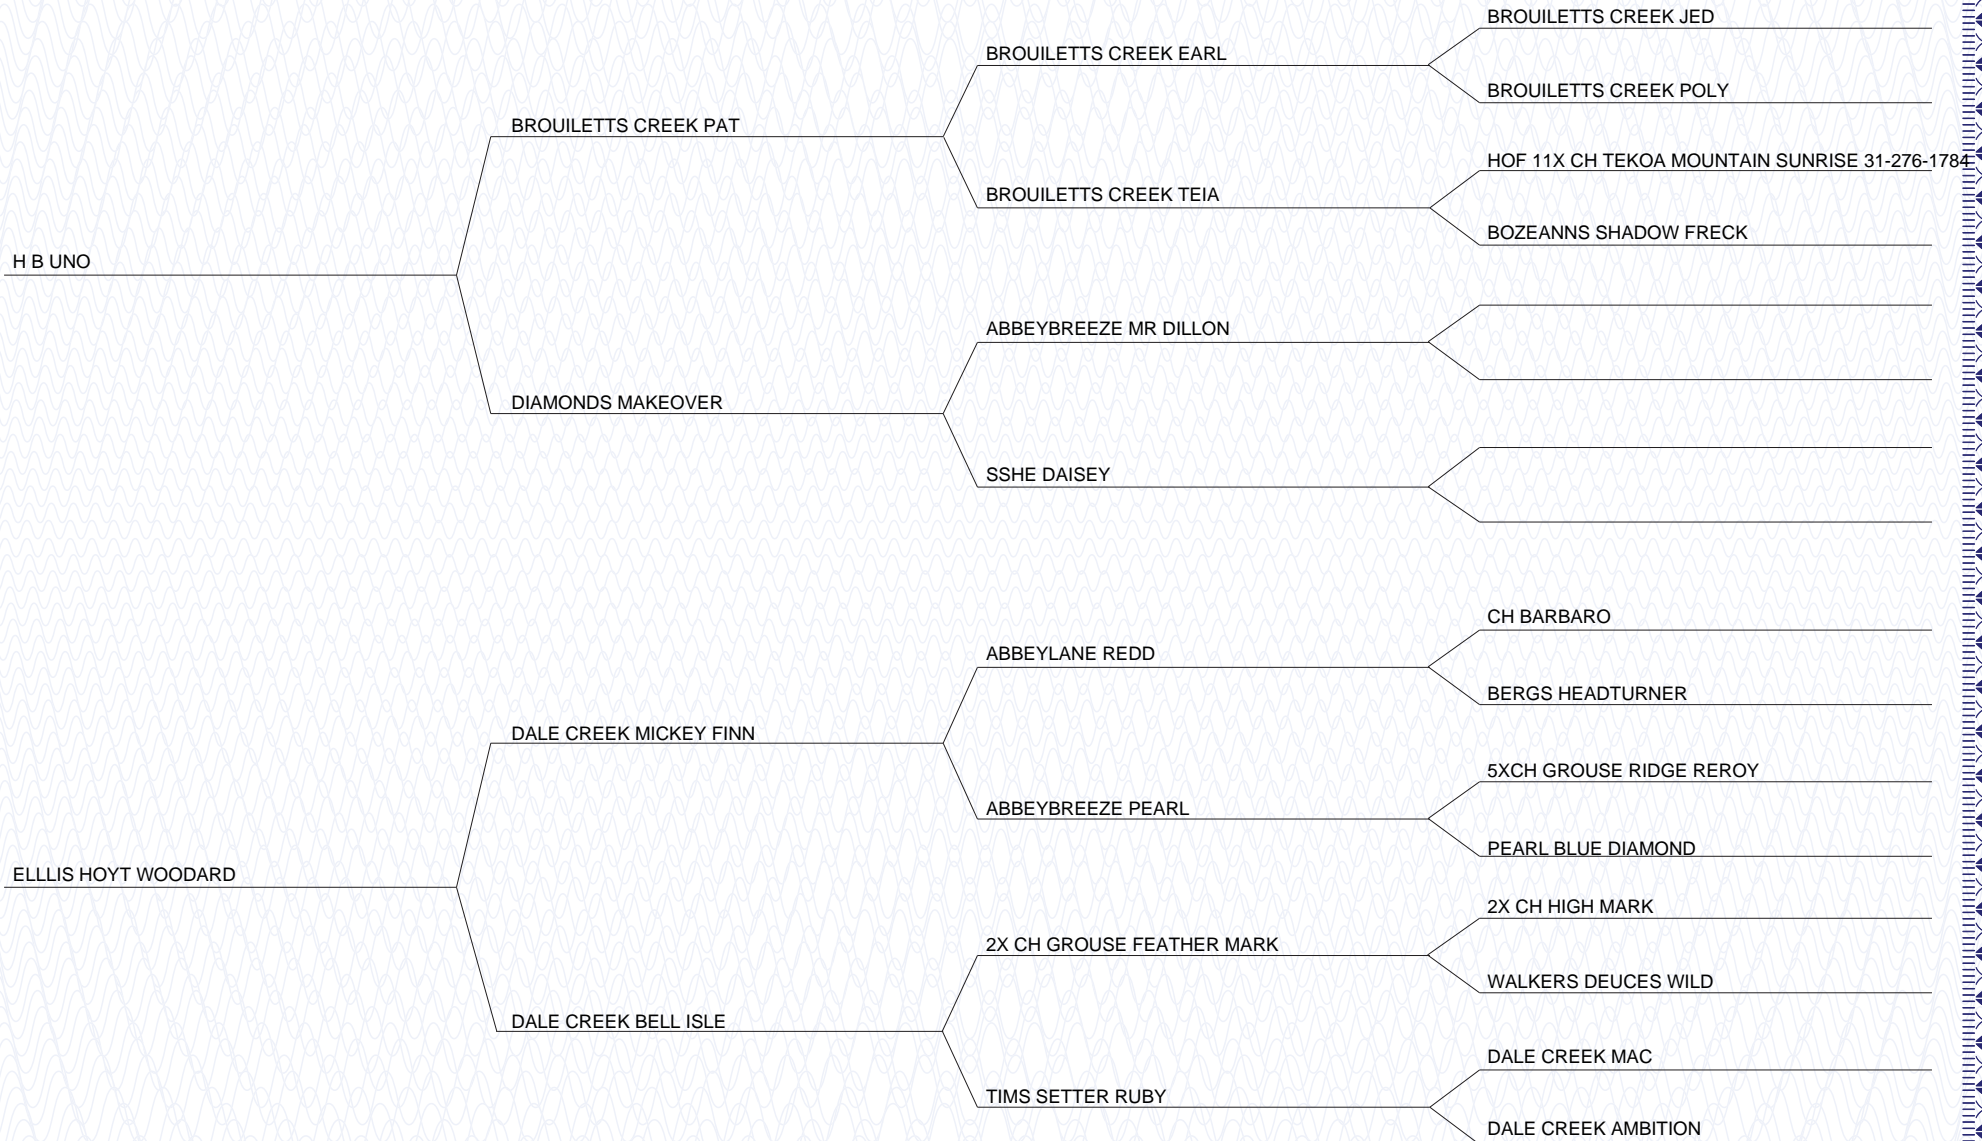 BROUILETTS CREEK JED
BROUILETTS CREEK EARL
BROUILETTS CREEK POLY
BROUILETTS CREEK PAT
HOF 11X CH TEKOA MOUNTAIN SUNRISE 31-276-1784
BROUILETTS CREEK TEIA
BOZEANNS SHADOW FRECK
H B UNO
ABBEYBREEZE MR DILLON
DIAMONDS MAKEOVER
SSHE DAISEY
CH BARBARO
ABBEYLANE REDD
BERGS HEADTURNER
DALE CREEK MICKEY FINN
5XCH GROUSE RIDGE REROY
ABBEYBREEZE PEARL
PEARL BLUE DIAMOND
ELLLIS HOYT WOODARD
2X CH HIGH MARK
2X CH GROUSE FEATHER MARK
WALKERS DEUCES WILD
DALE CREEK BELL ISLE
DALE CREEK MAC
TIMS SETTER RUBY
DALE CREEK AMBITION